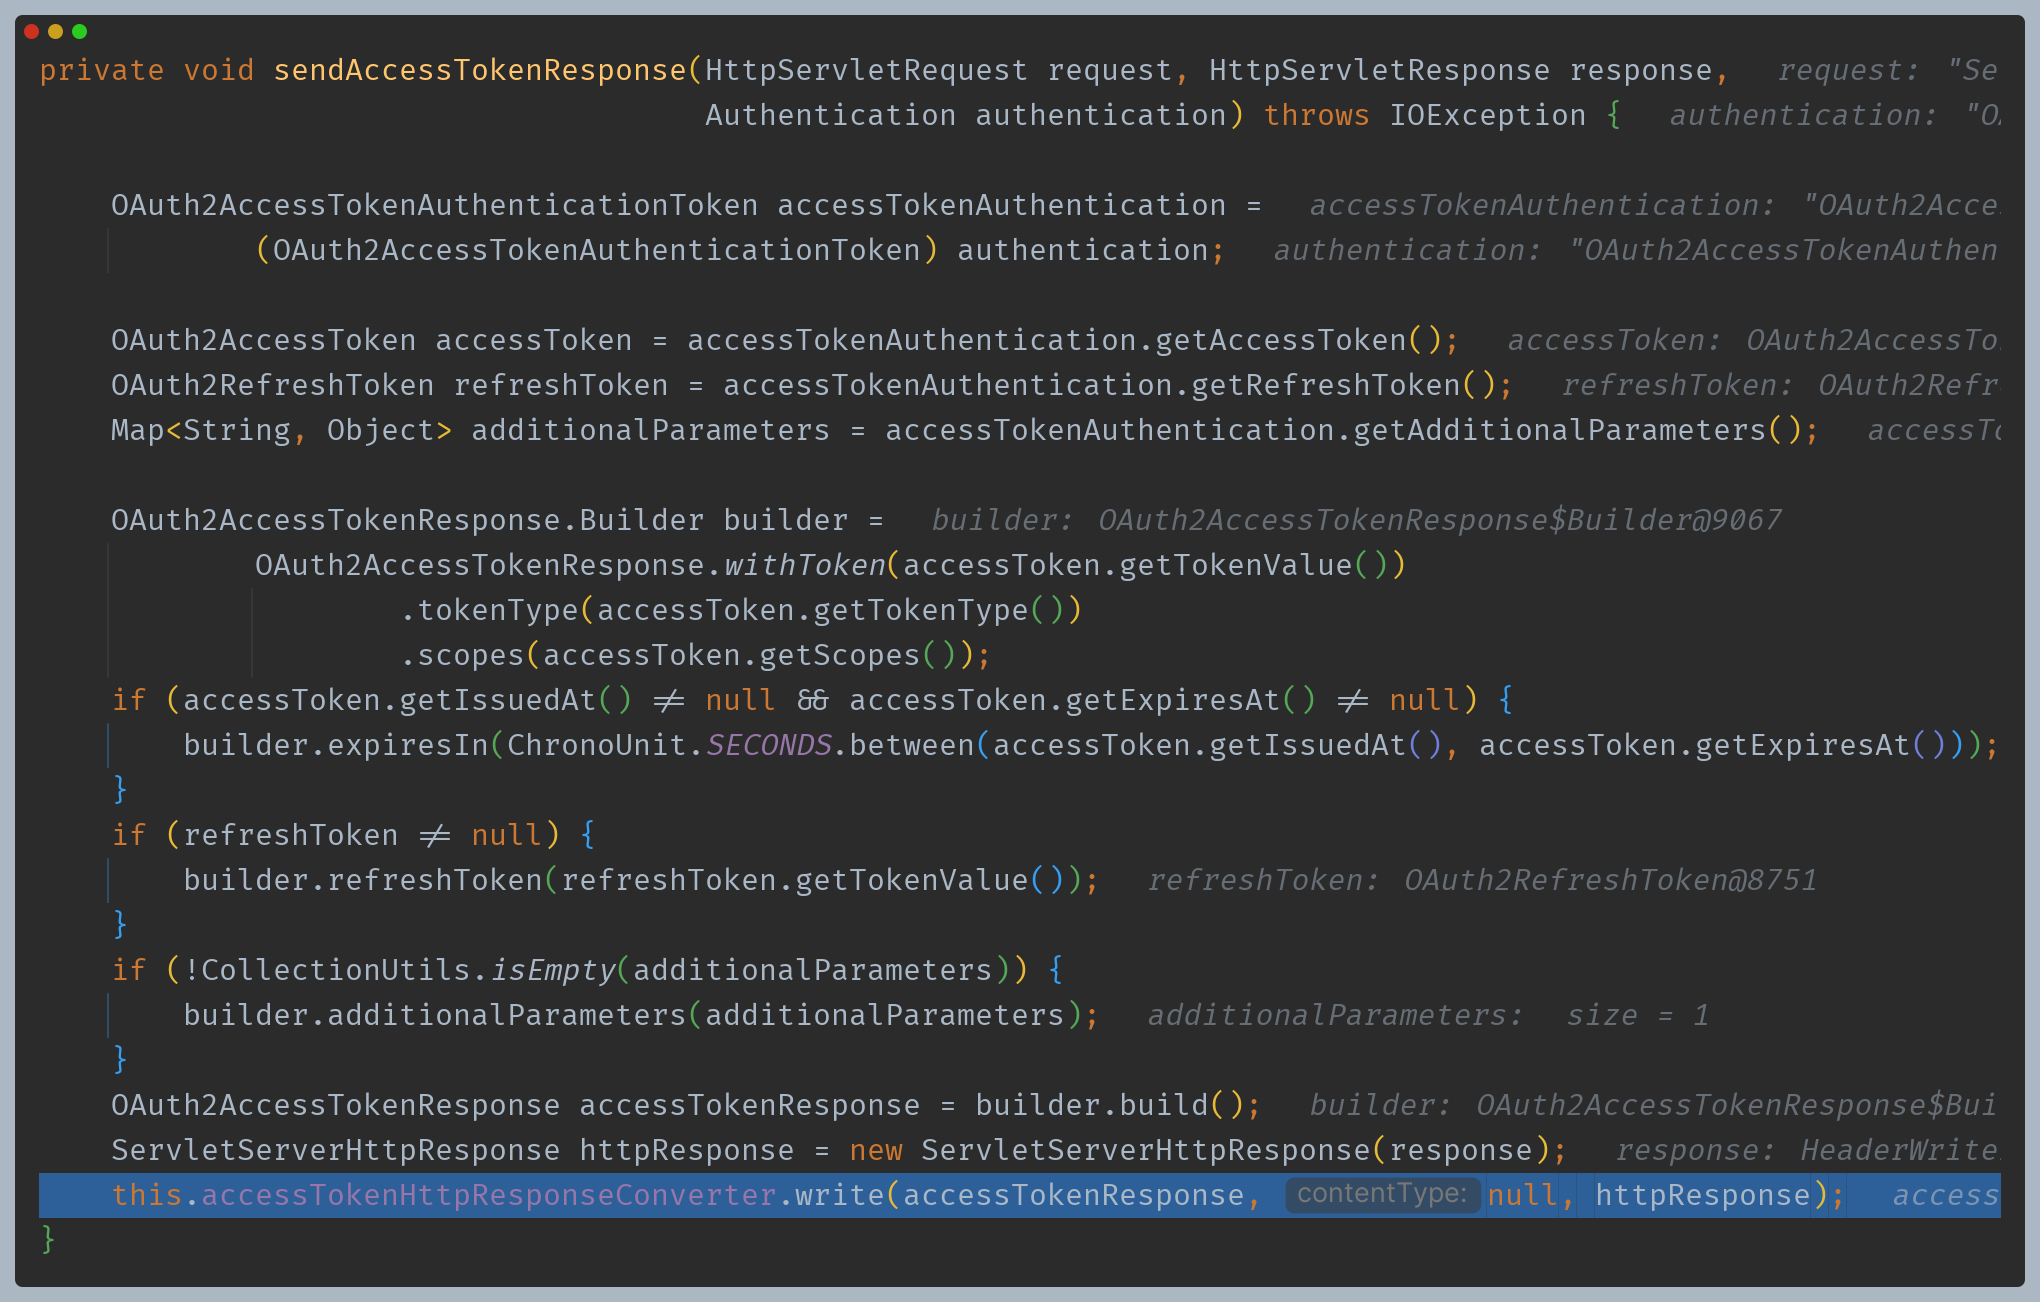 private void sendAccessTokenResponse(HttpServletRequest request, HttpServletResponse response, request: "Se
Authentication authentication) throws IOException { authentication: "OA
OAuth2AccessTokenAuthenticationToken accessTokenAuthentication = accessTokenAuthentication: "OAuth2Acce
(OAuth2AccessTokenAuthenticationToken) authentication; authentication: "OAuth2AccessTokenAuthen
OAuth2AccessToken accessToken = accessTokenAuthentication.getAccessToken(); accessToken: OAuth2AccessTo
OAuth2RefreshToken refreshToken = accessTokenAuthentication.getRefreshToken(); refreshToken: OAuth2Refr
Map<String, Object> additionalParameters = accessTokenAuthentication.getAdditionalParameters(); accessTo
OAuth2AccessTokenResponse.Builder builder = builder: OAuth2AccessTokenResponse$Builder@9067
OAuth2AccessTokenResponse.withToken(accessToken.getTokenValue())
.tokenType(accessToken.getTokenType())
.scopes(accessToken.getScopes());
if (accessToken.getIssuedAt() != null && accessToken.getExpiresAt() != null) {
builder.expiresIn(ChronoUnit.SECONDS.between(accessToken.getIssuedAt(), accessToken.getExpiresAt()));
}
if (refreshToken != null) {
builder.refreshToken(refreshToken.getTokenValue()); refreshToken: OAuth2RefreshToken@8751
}
if (!CollectionUtils.isEmpty(additionalParameters)) {
builder.additionalParameters(additionalParameters); additionalParameters: size = 1
}
OAuth2AccessTokenResponse accessTokenResponse = builder.build(); builder: OAuth2AccessTokenResponse$Bui
ServletServerHttpResponse httpResponse = new ServletServerHttpResponse(response); response: HeaderWrite
this.accessTokenHttpResponseConverter.write(accessTokenResponse, contentType: null, httpResponse); access
}